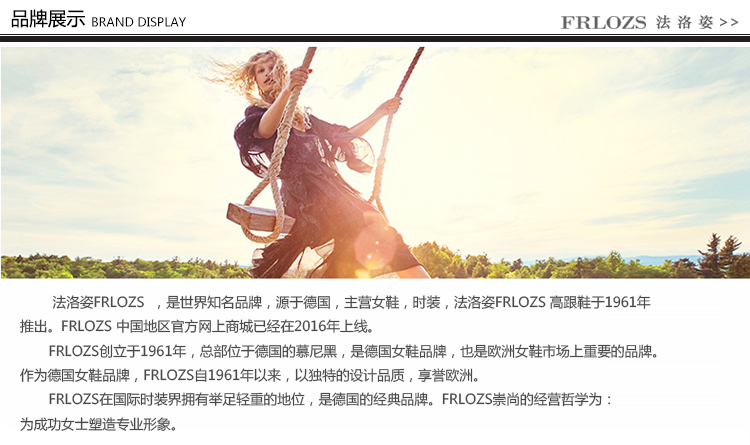 品牌展示 BRAND DISPLAY
FRLOZS 法洛姿>>
法洛姿FRLOZS ，是世界知名品牌，源于德国，主营女鞋，时装，法洛姿FRLOZS 高跟鞋于1961年
推出。FRLOZS 中国地区官方网上商城已经在2016年上线。
FRLOZS创立于1961年，总部位于德国的慕尼黑，是德国女鞋品牌，也是欧洲女鞋市场上重要的品牌。
作为德国女鞋品牌，FRLOZS自1961年以来，以独特的设计品质，享誉欧洲。
FRLOZS在国际时装界拥有举足轻重的地位，是德国的经典品牌。FRLOZS崇尚的经营哲学为：
为成功女士塑造专业形象。